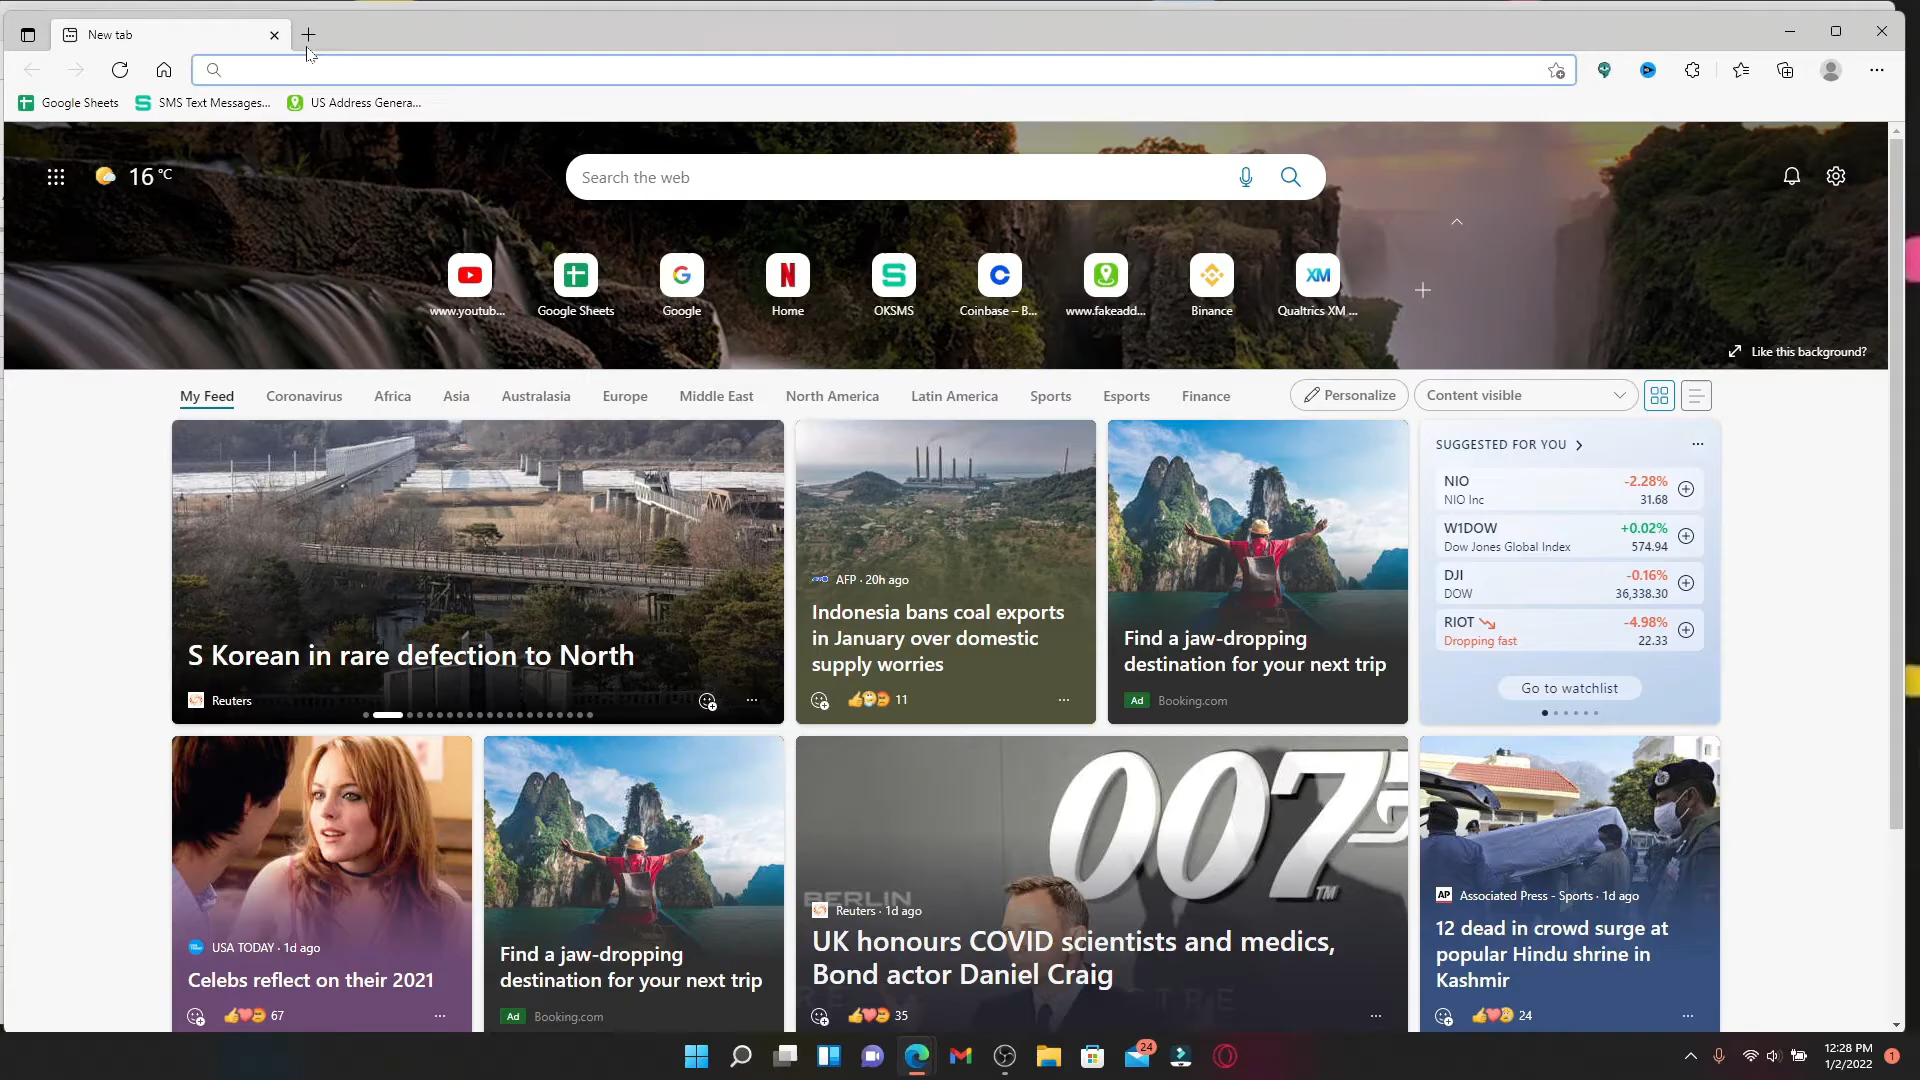 New tab
Google Sheets
SMS Text Messages...
US Address Genera...
16 °C
Search the web
www.youtub...
Google Sheets
Google
Home
OKSMS
Coinbase – B...
www.fakeadd...
Binance
XM
Qualtrics XM ...
Like this background?
My Feed
Coronavirus
Africa
Asia
Australasia
Europe
Middle East
North America
Latin America
Sports
Esports
Finance
Personalize
Content visible
S Korean in rare defection to North
Reuters
AFP · 20h ago
Indonesia bans coal exports
in January over domestic
supply worries
11
Find a jaw-dropping
destination for your next trip
Ad Booking.com
SUGGESTED FOR YOU
NIO -2.28%
NIO Inc 31.68
W1DOW +0.02%
Dow Jones Global Index 574.94
DJI -0.16%
DOW 36,338.30
RIOT -4.98%
Dropping fast 22.33
Go to watchlist
USA TODAY · 1d ago
Celebs reflect on their 2021
67
Find a jaw-dropping
destination for your next trip
Ad Booking.com
007
TM
BERLIN
Reuters · 1d ago
UK honours COVID scientists and medics,
Bond actor Daniel Craig
35
AP Associated Press - Sports · 1d ago
12 dead in crowd surge at
popular Hindu shrine in
Kashmir
24
24
12:28 PM
1/2/2022
1